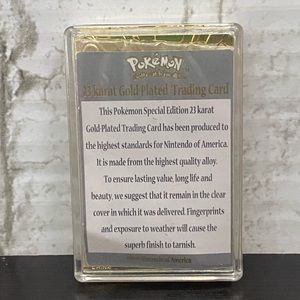 POKéMON
23 karat Gold-Plated Trading Card
This Pokémon Special Edition 23 karat
Gold-Plated Trading Card has been produced to
the highest standards for Nintendo of America.
It is made from the highest quality alloy.
To ensure lasting value, long life and
beauty, we suggest that it remain in the clear
cover in which it was delivered. Fingerprints
and exposure to weather will cause the
superb finish to tarnish.
of America